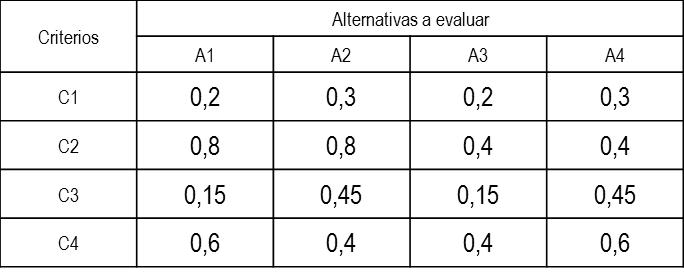 Criterios Alternativas a evaluar
A1 A2 A3 A4
C1 0,2 0,3 0,2 0,3
C2 0,8 0,8 0,4 0,4
C3 0,15 0,45 0,15 0,45
C4 0,6 0,4 0,4 0,6